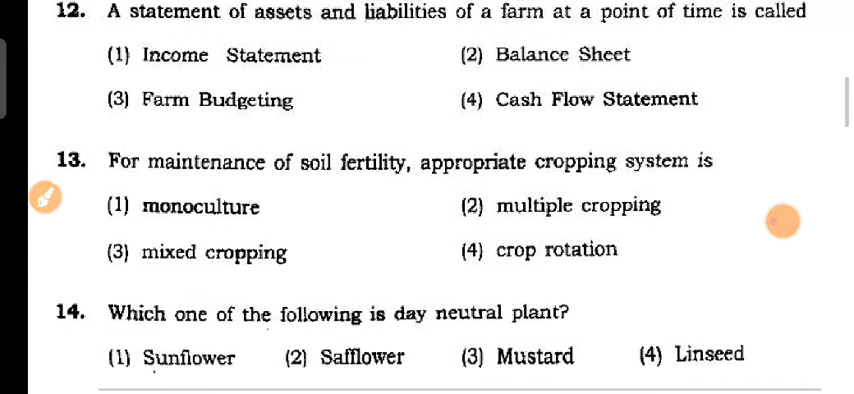 12. A statement of assets and liabilities of a farm at a point of time is called
(1) Income Statement (2) Balance Sheet
(3) Farm Budgeting (4) Cash Flow Statement
13. For maintenance of soil fertility, appropriate cropping system is
(1) monoculture (2) multiple cropping
(3) mixed cropping (4) crop rotation
14. Which one of the following is day neutral plant?
(1) Sunflower (2) Safflower (3) Mustard (4) Linseed